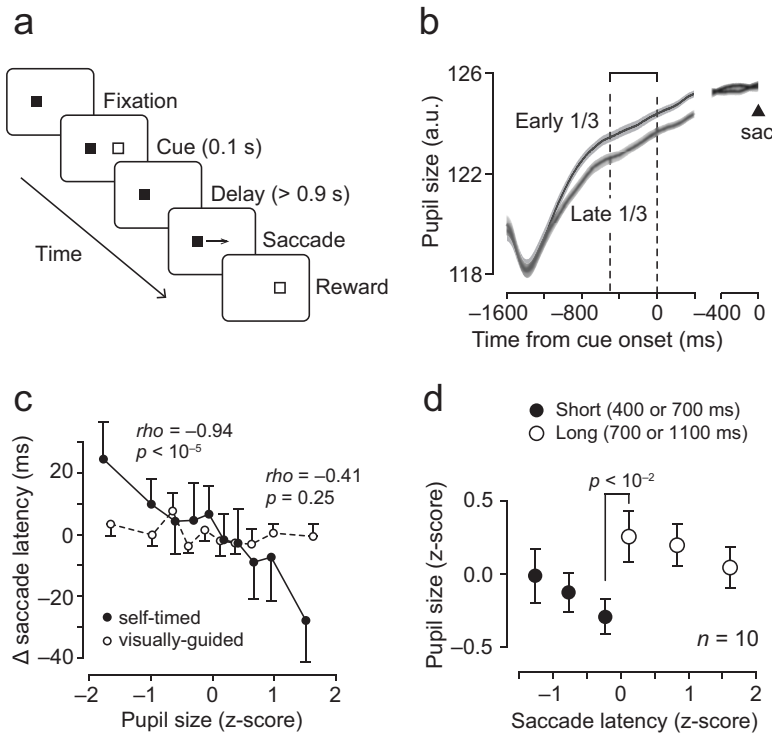 a
Fixation
Cue (0.1 s)
Delay (> 0.9 s)
Saccade
Reward
Time
b
Pupil size (a.u.)
126
122
118
Early 1/3
Late 1/3
sac
–1600
–800
0
–400
0
Time from cue onset (ms)
c
Δ saccade latency (ms)
20
0
–20
–40
rho = –0.94
p < 10–5
rho = –0.41
p = 0.25
self-timed
visually-guided
–2
–1
0
1
2
Pupil size (z-score)
d
Short (400 or 700 ms)
Long (700 or 1100 ms)
p < 10–2
Pupil size (z-score)
0.5
0.0
–0.5
n = 10
–1
0
1
2
Saccade latency (z-score)